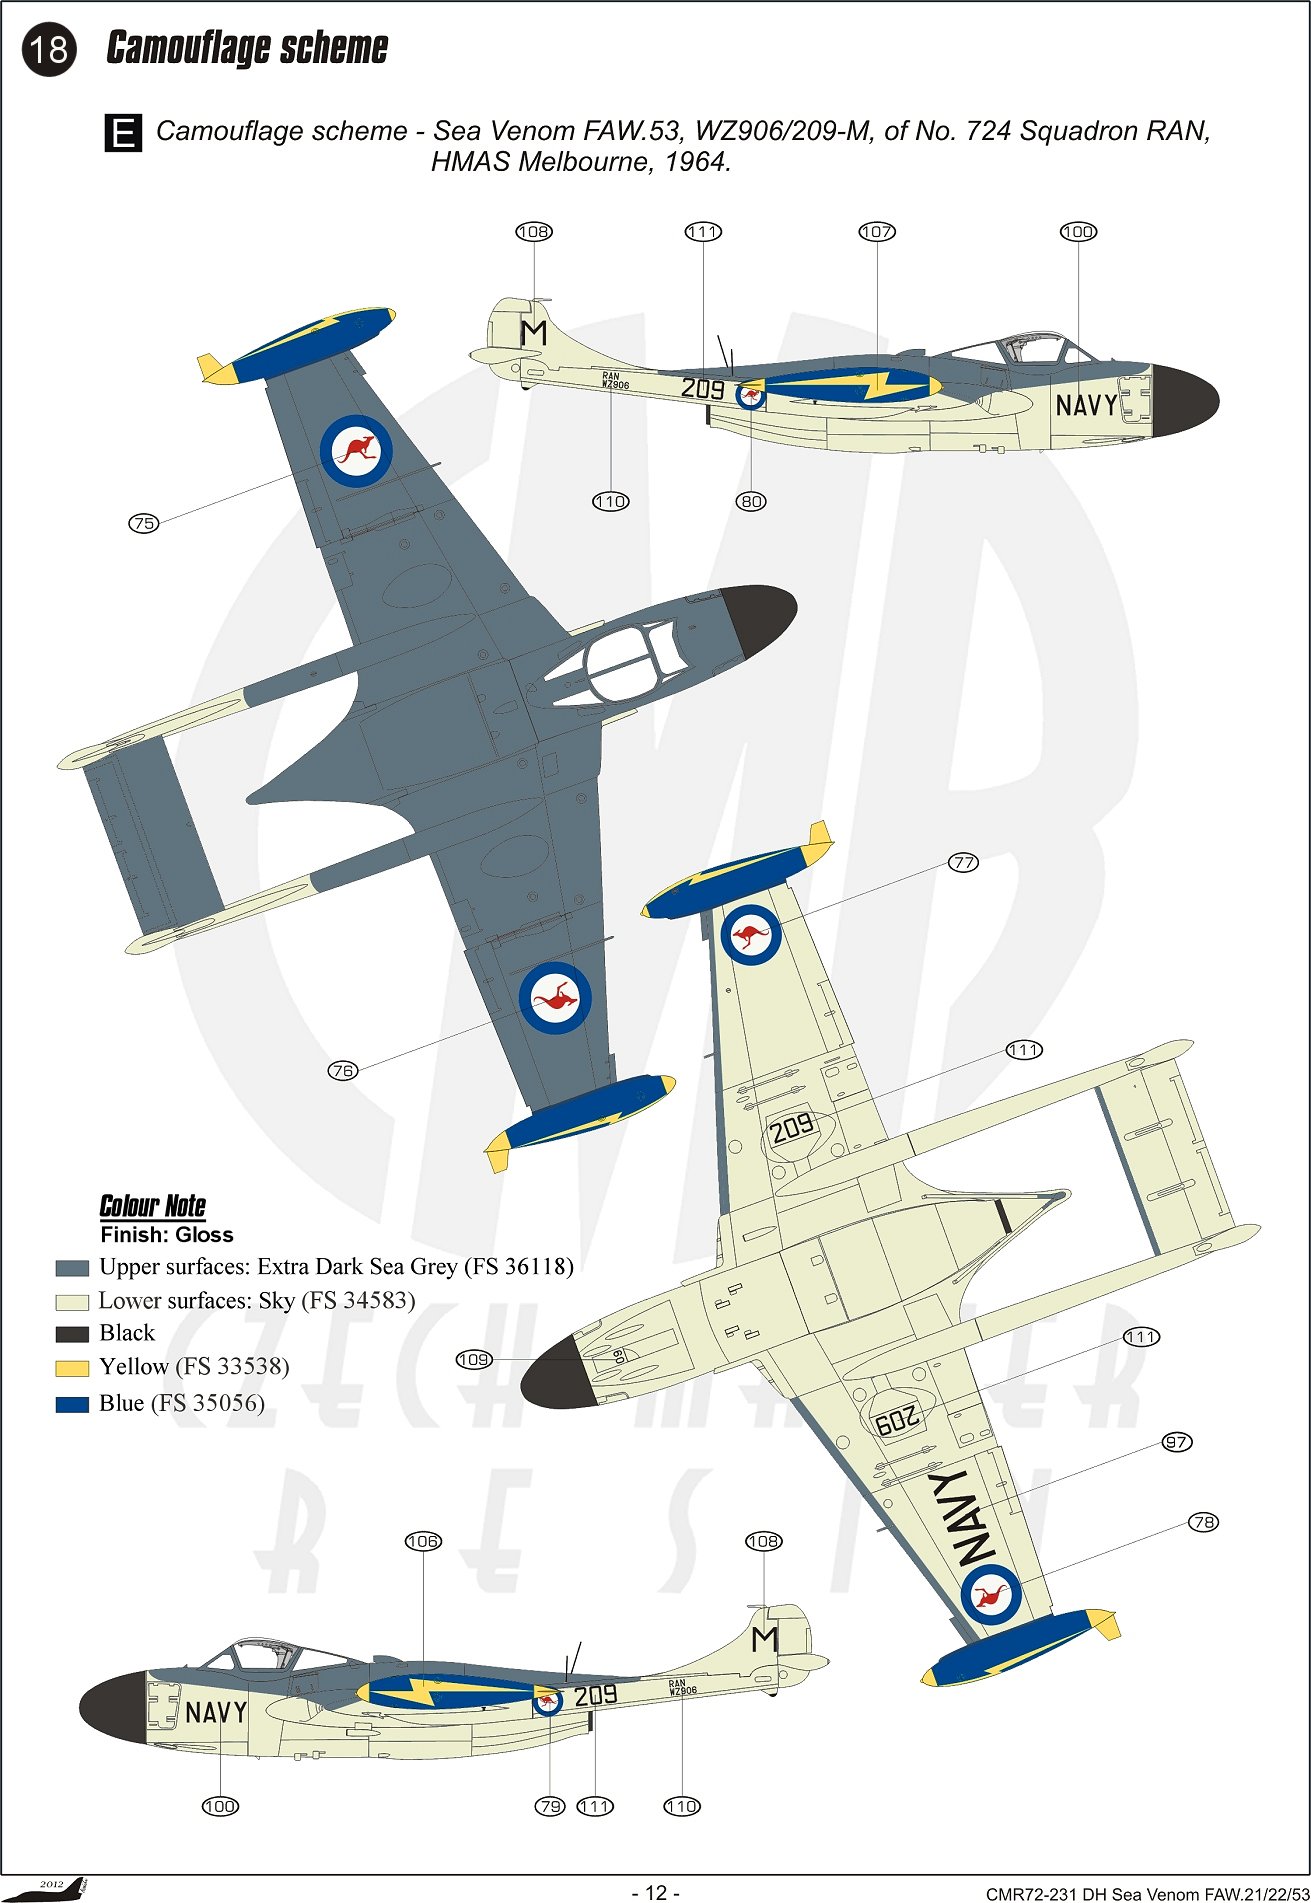 18 Camouflage scheme
E Camouflage scheme - Sea Venom FAW.53, WZ906/209-M, of No. 724 Squadron RAN,
HMAS Melbourne, 1964.
108 111 107 100
M
RAN
WZ906
209
NAVY
110 80
75
77
76
111
209
109
60
111
209
97
NAVY
78
Colour Note
Finish: Gloss
Upper surfaces: Extra Dark Sea Grey (FS 36118)
Lower surfaces: Sky (FS 34583)
Black
Yellow (FS 33538)
Blue (FS 35056)
CMR
CZECH MASTER
RESIN
106 108
M
NAVY
209
RAN
WZ906
100 79 111 110
2012
- 12 -
CMR72-231 DH Sea Venom FAW.21/22/53